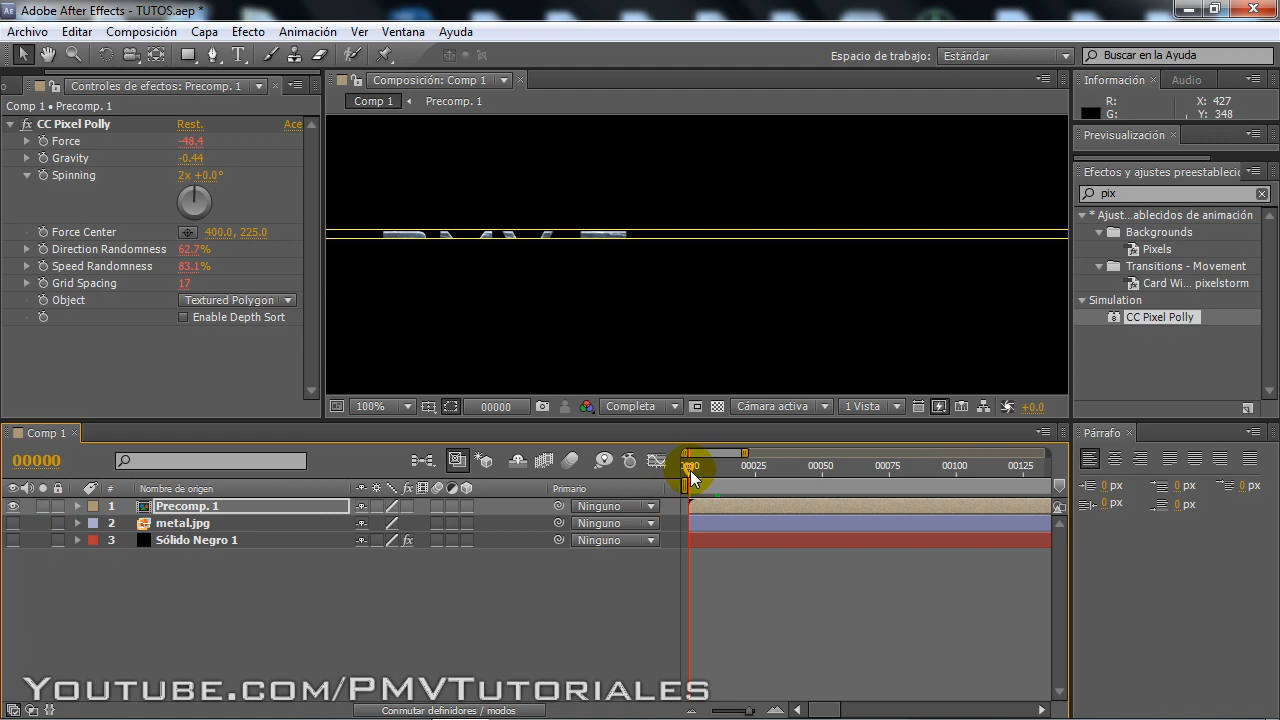 Adobe After Effects - TUTOS.aep *
Archivo Editar Composición Capa Efecto Animación Ver Ventana Ayuda
Espacio de trabajo: Estándar Buscar en la Ayuda
Controles de efectos: Precomp. 1
Composición: Comp 1
Información Audio
Comp 1 • Precomp. 1
Comp 1 Precomp. 1
R: X: 427
G: Y: 348
fx CC Pixel Polly Rest. Ace
Force -48.4
Gravity -0.44
Spinning 2x +0.0°
Force Center 400.0, 225.0
Direction Randomness 62.7%
Speed Randomness 83.1%
Grid Spacing 17
Object Textured Polygon
Enable Depth Sort
Previsualización
Efectos y ajustes preestablecic
pix
* Ajust...ablecidos de animación
Backgrounds
Pixels
Transitions - Movement
Card Wi... pixelstorm
Simulation
CC Pixel Polly
100% 00000 Completa Cámara activa 1 Vista +0.0
Comp 1
Párrafo
00000
00025 00050 00075 00100 00125
# Nombre de origen fx Primario
1 Precomp. 1 Ninguno
2 metal.jpg Ninguno
3 Sólido Negro 1 fx Ninguno
0 px 0 px 0 px
0 px 0 px
Youtube.com/PMVTutoriales
Conmutar definidores / modos